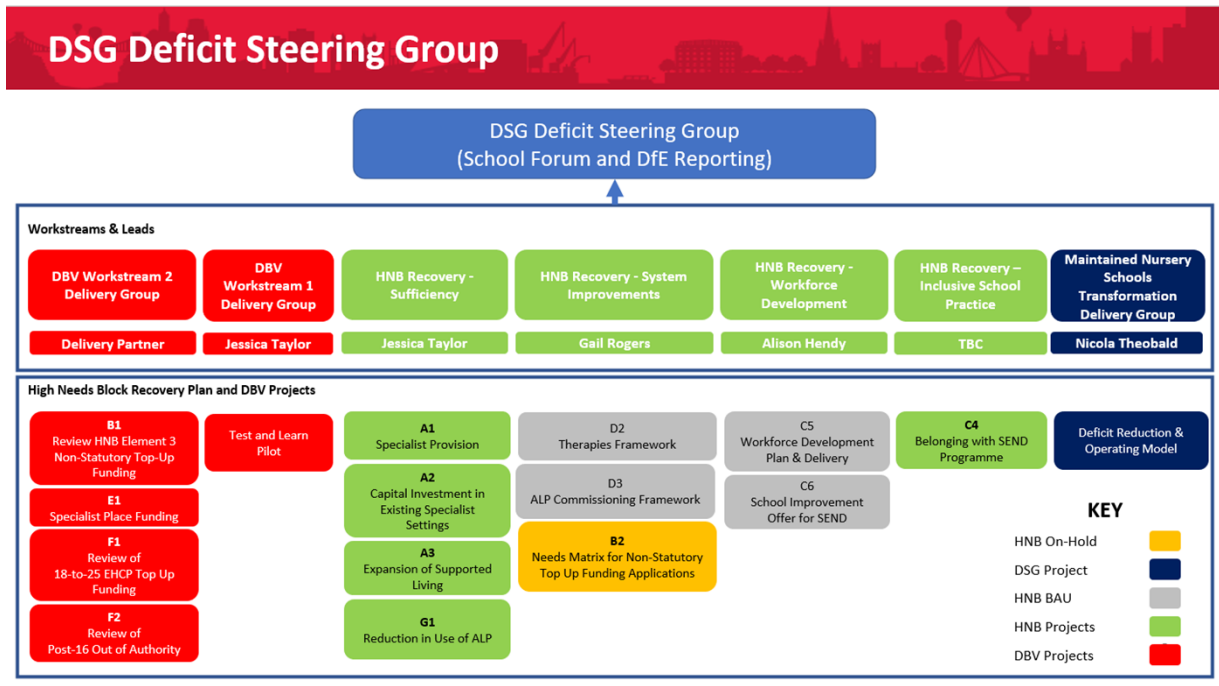 DSG Deficit Steering Group
DSG Deficit Steering Group
(School Forum and DfE Reporting)
Workstreams & Leads
DBV Workstream 2
Delivery Group
DBV
Workstream 1
Delivery Group
HNB Recovery -
Sufficiency
HNB Recovery - System
Improvements
HNB Recovery -
Workforce
Development
HNB Recovery –
Inclusive School
Practice
Maintained Nursery
Schools
Transformation
Delivery Group
Delivery Partner
Jessica Taylor
Jessica Taylor
Gail Rogers
Alison Hendy
TBC
Nicola Theobald
High Needs Block Recovery Plan and DBV Projects
B1
Review HNB Element 3
Non-Statutory Top-Up
Funding
E1
Specialist Place Funding
F1
Review of
18-to-25 EHCP Top Up
Funding
F2
Review of
Post-16 Out of Authority
Test and Learn
Pilot
A1
Specialist Provision
A2
Capital Investment in
Existing Specialist
Settings
A3
Expansion of Supported
Living
G1
Reduction in Use of ALP
D2
Therapies Framework
D3
ALP Commissioning Framework
B2
Needs Matrix for Non-Statutory
Top Up Funding Applications
C5
Workforce Development
Plan & Delivery
C6
School Improvement
Offer for SEND
C4
Belonging with SEND
Programme
Deficit Reduction &
Operating Model
KEY
HNB On-Hold
DSG Project
HNB BAU
HNB Projects
DBV Projects